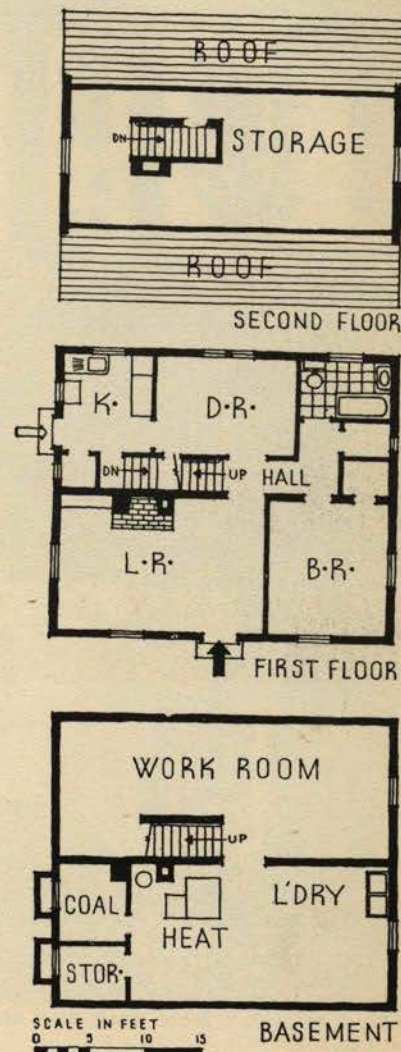 ROOF
DN
STORAGE
ROOF
SECOND FLOOR
K.
D.R.
DN
UP
HALL
L.R.
B.R.
FIRST FLOOR
WORK ROOM
UP
COAL
L'DRY
HEAT
STOR.
SCALE IN FEET
0 5 10 15
BASEMENT